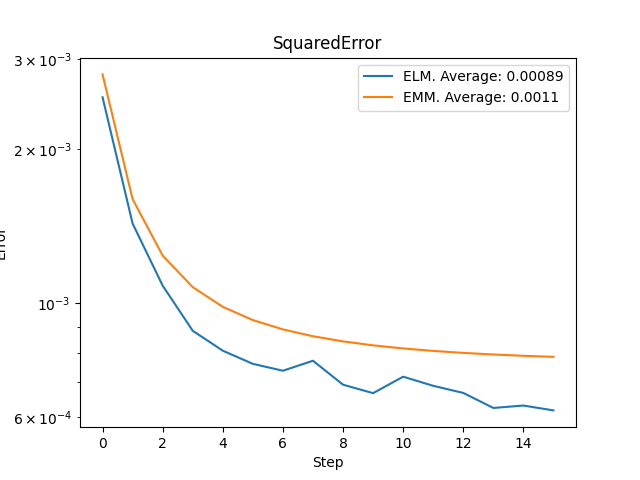 SquaredError
ELM. Average: 0.00089
EMM. Average: 0.0011
3 × 10⁻³
2 × 10⁻³
10⁻³
6 × 10⁻⁴
Error
0 2 4 6 8 10 12 14
Step